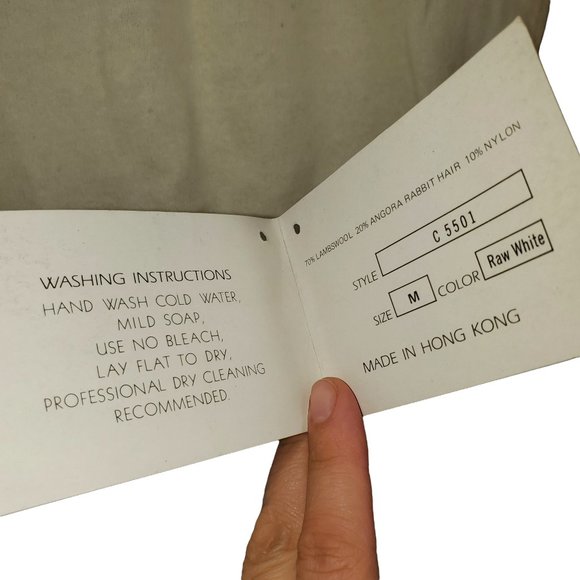 WASHING INSTRUCTIONS
HAND WASH COLD WATER,
MILD SOAP,
USE NO BLEACH,
LAY FLAT TO DRY,
PROFESSIONAL DRY CLEANING
RECOMMENDED
70% LAMBSWOOL 20% ANGORA RABBIT HAIR 10% NYLON
STYLE C 5501
SIZE M COLOR Raw White
MADE IN HONG KONG